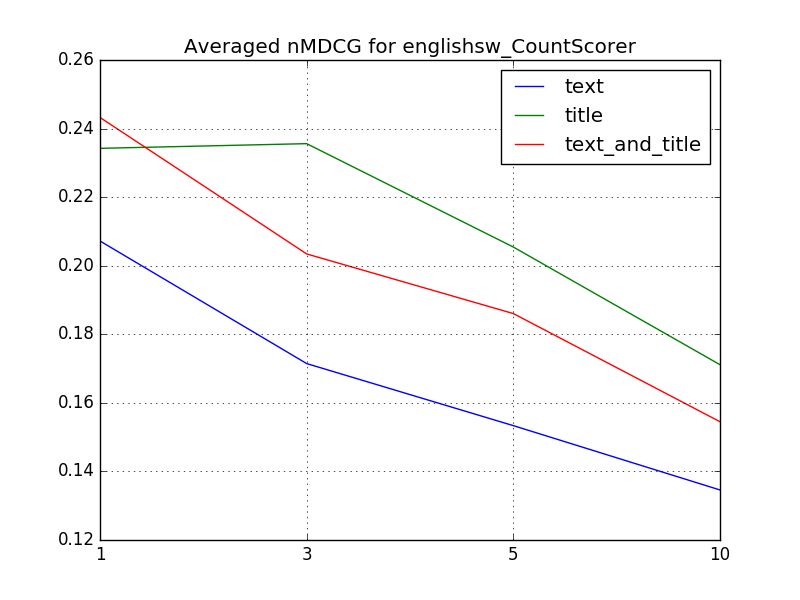 Averaged nMDCG for englishsw_CountScorer
0.26
0.24
0.22
0.20
0.18
0.16
0.14
0.12
text
title
text_and_title
1 3 5 10